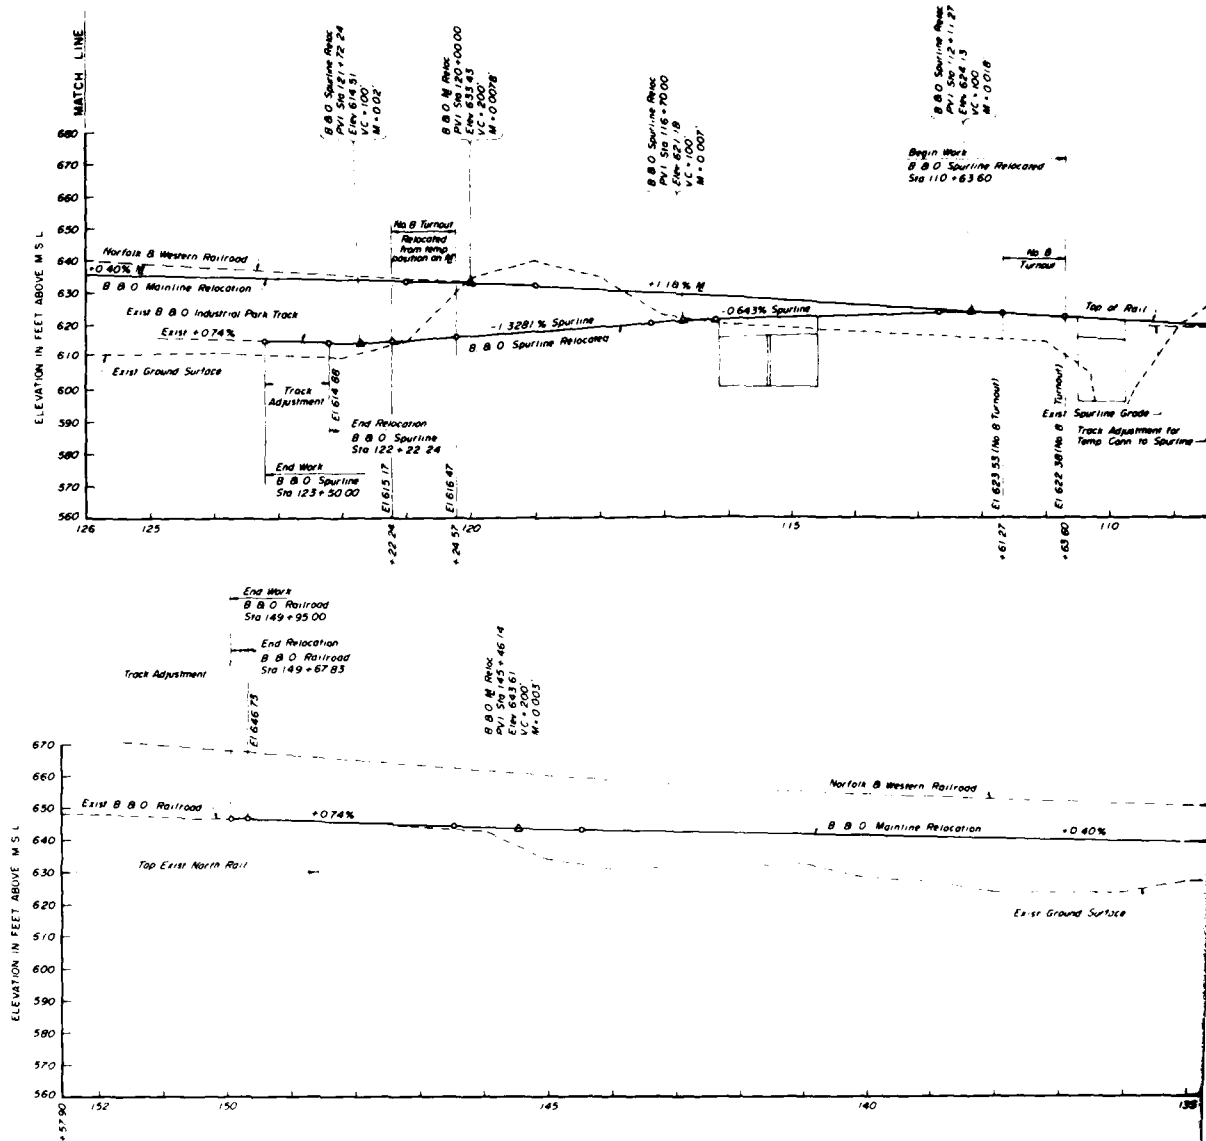 MATCH LINE
B & O Spurline Reloc
PVI Sta 121+72.24
Elev 614.51
VC = 100'
M = 0.02'
B & O M Reloc
PVI Sta 120+00.00
Elev 633.43
VC = 200'
M = 0.0078'
B & O Spurline Reloc
PVI Sta 116+70.00
Elev 621.18
VC = 100'
M = 0.007'
B & O Spurline Reloc
PVI Sta 112+11.27
Elev 624.13
VC = 100
M = 0.018
Begin Work
B & O Spurline Relocated
Sta 110+63.60
680
670
660
650
640
630
620
610
600
590
580
570
560
ELEVATION IN FEET ABOVE M S L
No 8 Turnout
Relocated
from temp
position on M
No 8
Turnout
Norfolk & Western Railroad
+0.40% M
B & O Mainline Relocation
+1.18% M
-0.643% Spurline
Top of Rail
Exist B & O Industrial Park Track
Exist +0.74%
-1.3281% Spurline
B & O Spurline Relocated
Exist Ground Surface
Track
Adjustment
El 614.88
End Relocation
B & O Spurline
Sta 122+22.24
End Work
B & O Spurline
Sta 123+50.00
El 615.17
El 616.47
Exist Spurline Grade
Track Adjustment for
Temp Conn to Spurline
El 623.53 (No 8 Turnout)
El 622.38 (No 8 Turnout)
126
125
+22.24
+24.57
120
115
+61.27
+63.60
110
End Work
B & O Railroad
Sta 149+95.00
End Relocation
B & O Railroad
Sta 149+67.83
Track Adjustment
El 646.73
B & O M Reloc
PVI Sta 145+46.14
Elev 643.61
VC = 200'
M = 0.003'
670
660
650
640
630
620
610
600
590
580
570
560
ELEVATION IN FEET ABOVE M S L
Norfolk & Western Railroad
Exist B & O Railroad
+0.74%
B & O Mainline Relocation
+0.40%
Top Exist North Rail
Exist Ground Surface
+57.90
152
150
145
140
135